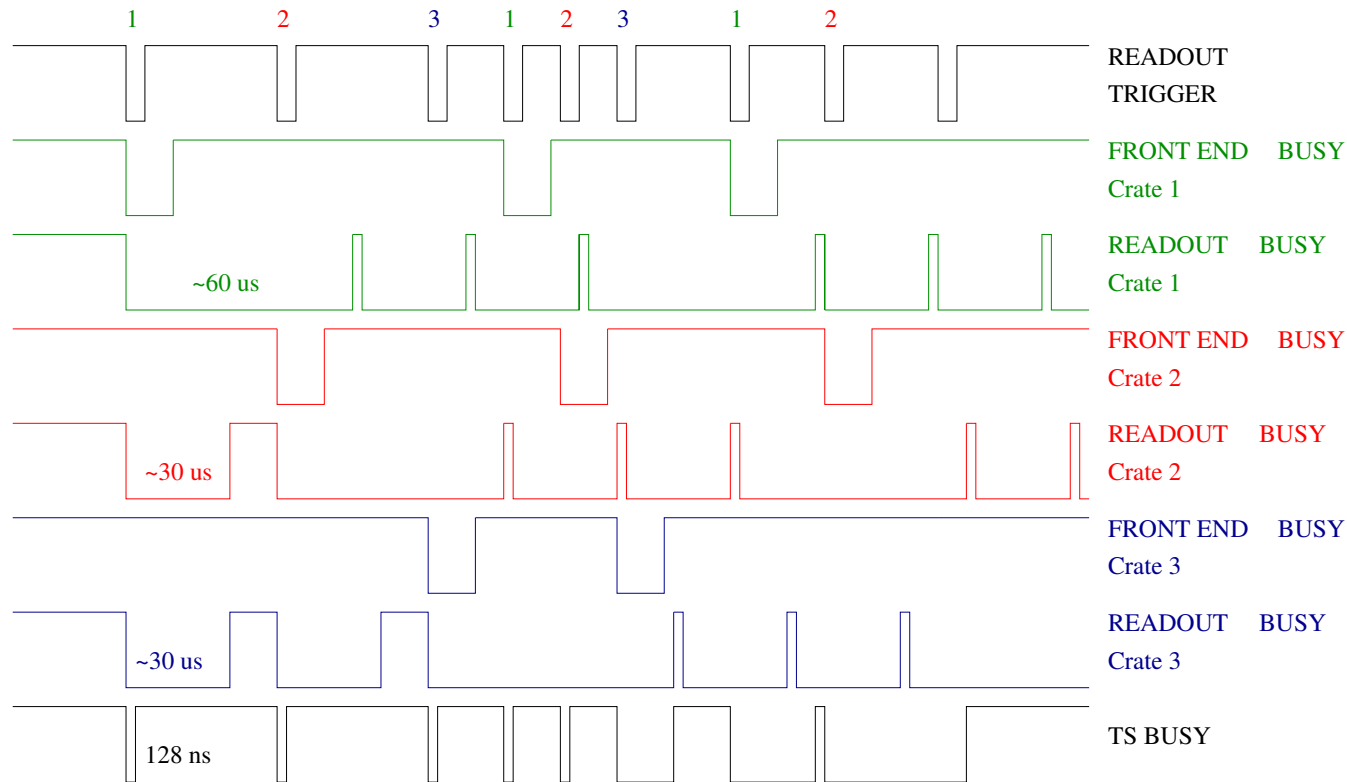 1 2 3 1 2 3 1 2
READOUT
TRIGGER
FRONT END BUSY
Crate 1
READOUT BUSY
Crate 1
~60 us
FRONT END BUSY
Crate 2
READOUT BUSY
Crate 2
~30 us
FRONT END BUSY
Crate 3
READOUT BUSY
Crate 3
~30 us
TS BUSY
128 ns